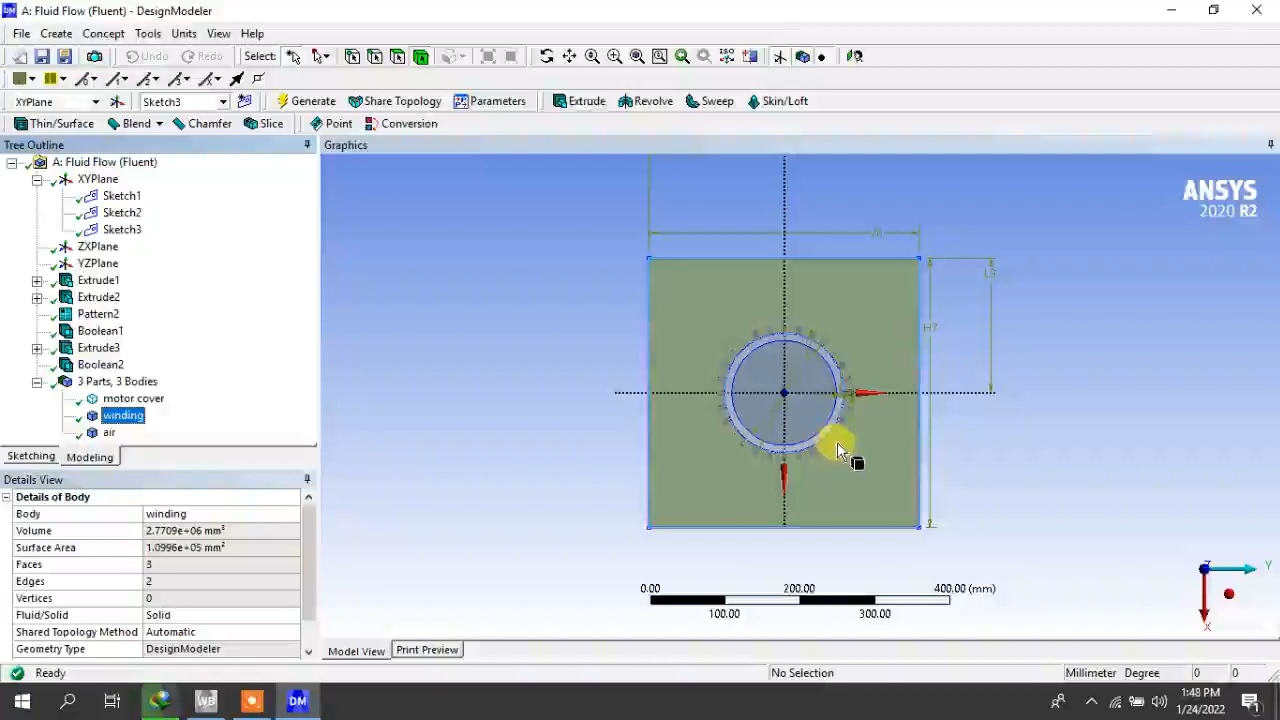 A: Fluid Flow (Fluent) - DesignModeler
File Create Concept Tools Units View Help
Undo Redo Select:
XYPlane Sketch3 Generate Share Topology Parameters Extrude Revolve Sweep Skin/Loft
Thin/Surface Blend Chamfer Slice Point Conversion
Tree Outline
A: Fluid Flow (Fluent)
XYPlane
Sketch1
Sketch2
Sketch3
ZXPlane
YZPlane
Extrude1
Extrude2
Pattern2
Boolean1
Extrude3
Boolean2
3 Parts, 3 Bodies
motor cover
winding
air
Sketching Modeling
Details View
Details of Body
Body winding
Volume 2.7709e+06 mm³
Surface Area 1.0996e+05 mm²
Faces 3
Edges 2
Vertices 0
Fluid/Solid Solid
Shared Topology Method Automatic
Geometry Type DesignModeler
Graphics
ANSYS
2020 R2
H7
0.00 200.00 400.00 (mm)
100.00 300.00
Z
Y
X
Model View Print Preview
Ready No Selection Millimeter Degree 0 0
WB DM
1:48 PM
1/24/2022